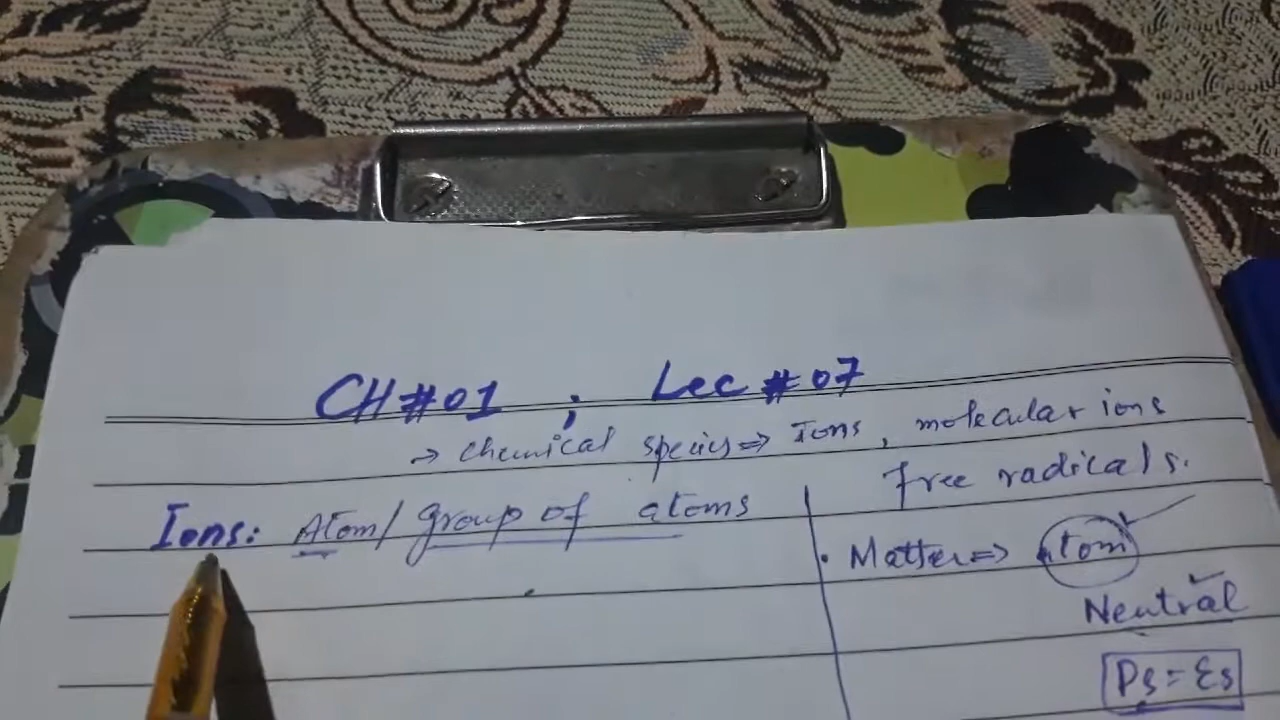 CH#01 ; Lec #07
→ chemical species ⇒ Ions, molecular ions
free radicals.
Ions: Atom/group of atoms
• Matter ⇒ atom
Neutral
Ps = Es